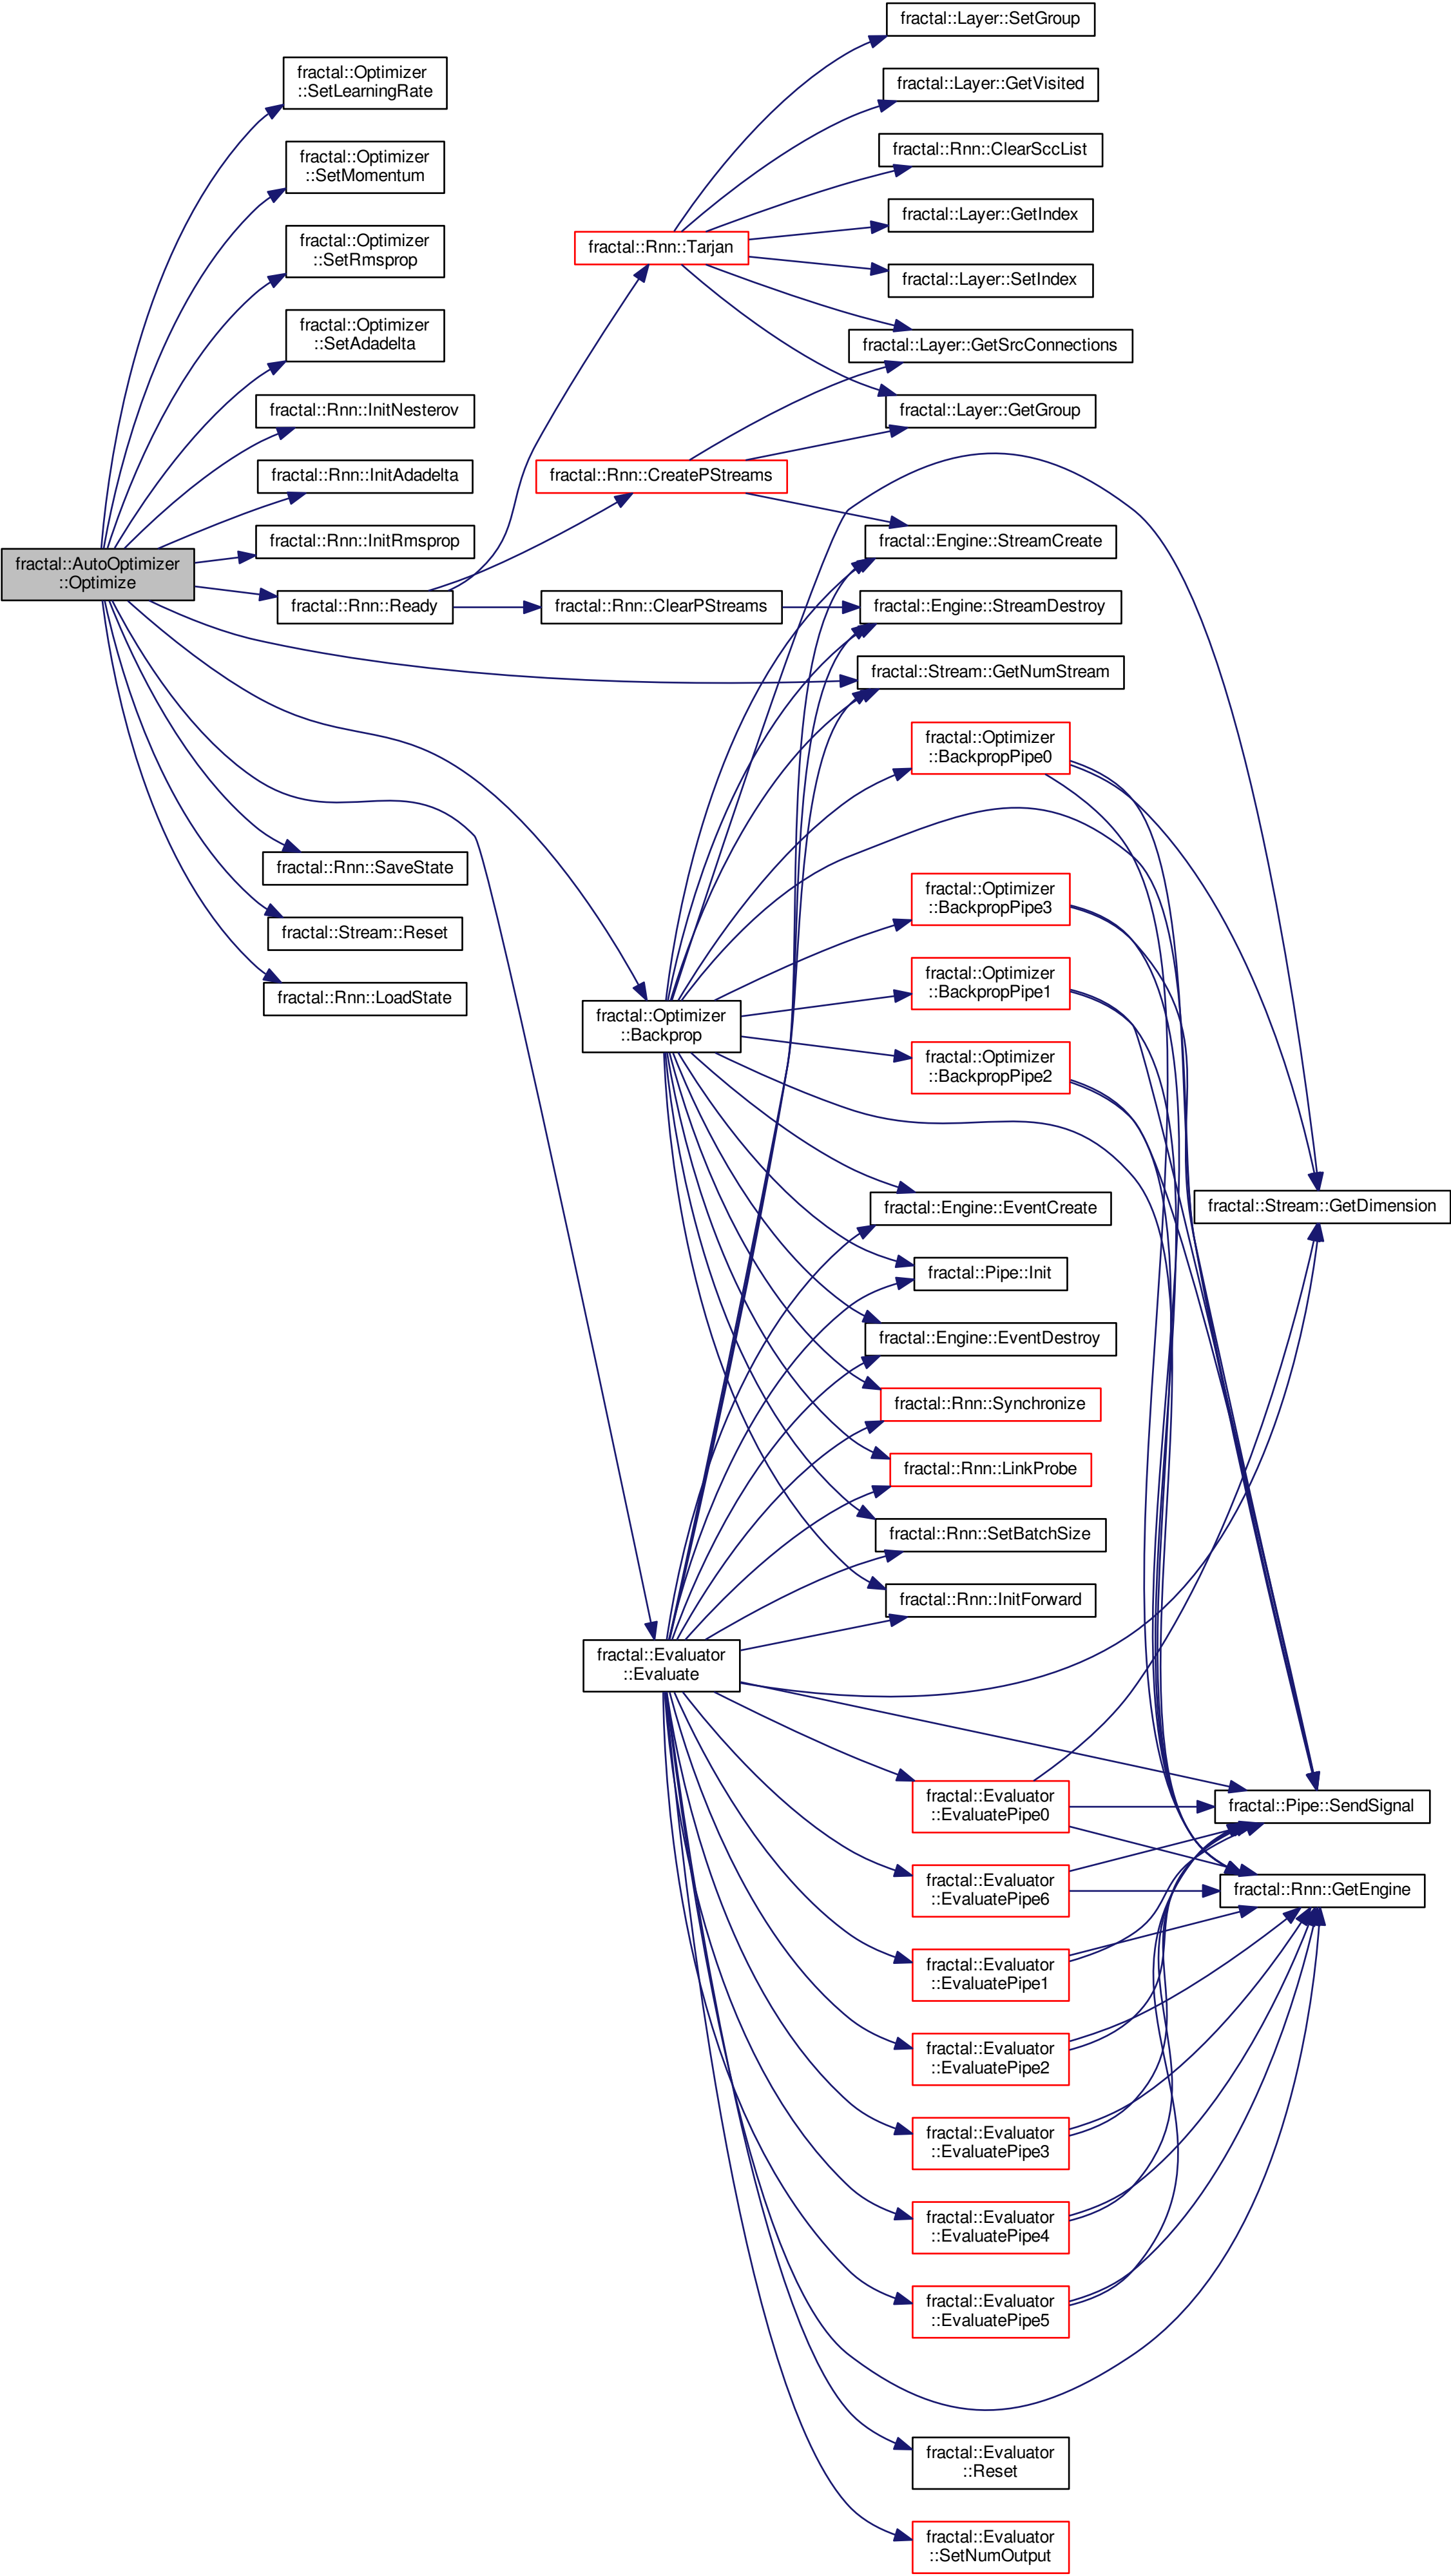 fractal::AutoOptimizer
::Optimize
fractal::Optimizer
::SetLearningRate
fractal::Optimizer
::SetMomentum
fractal::Optimizer
::SetRmsprop
fractal::Optimizer
::SetAdadelta
fractal::Rnn::InitNesterov
fractal::Rnn::InitAdadelta
fractal::Rnn::InitRmsprop
fractal::Rnn::Ready
fractal::Rnn::SaveState
fractal::Stream::Reset
fractal::Rnn::LoadState
fractal::Rnn::Tarjan
fractal::Rnn::CreatePStreams
fractal::Rnn::ClearPStreams
fractal::Optimizer
::Backprop
fractal::Evaluator
::Evaluate
fractal::Layer::SetGroup
fractal::Layer::GetVisited
fractal::Rnn::ClearSccList
fractal::Layer::GetIndex
fractal::Layer::SetIndex
fractal::Layer::GetSrcConnections
fractal::Layer::GetGroup
fractal::Engine::StreamCreate
fractal::Engine::StreamDestroy
fractal::Stream::GetNumStream
fractal::Optimizer
::BackpropPipe0
fractal::Optimizer
::BackpropPipe3
fractal::Optimizer
::BackpropPipe1
fractal::Optimizer
::BackpropPipe2
fractal::Engine::EventCreate
fractal::Pipe::Init
fractal::Engine::EventDestroy
fractal::Rnn::Synchronize
fractal::Rnn::LinkProbe
fractal::Rnn::SetBatchSize
fractal::Rnn::InitForward
fractal::Evaluator
::EvaluatePipe0
fractal::Evaluator
::EvaluatePipe6
fractal::Evaluator
::EvaluatePipe1
fractal::Evaluator
::EvaluatePipe2
fractal::Evaluator
::EvaluatePipe3
fractal::Evaluator
::EvaluatePipe4
fractal::Evaluator
::EvaluatePipe5
fractal::Evaluator
::Reset
fractal::Evaluator
::SetNumOutput
fractal::Stream::GetDimension
fractal::Pipe::SendSignal
fractal::Rnn::GetEngine